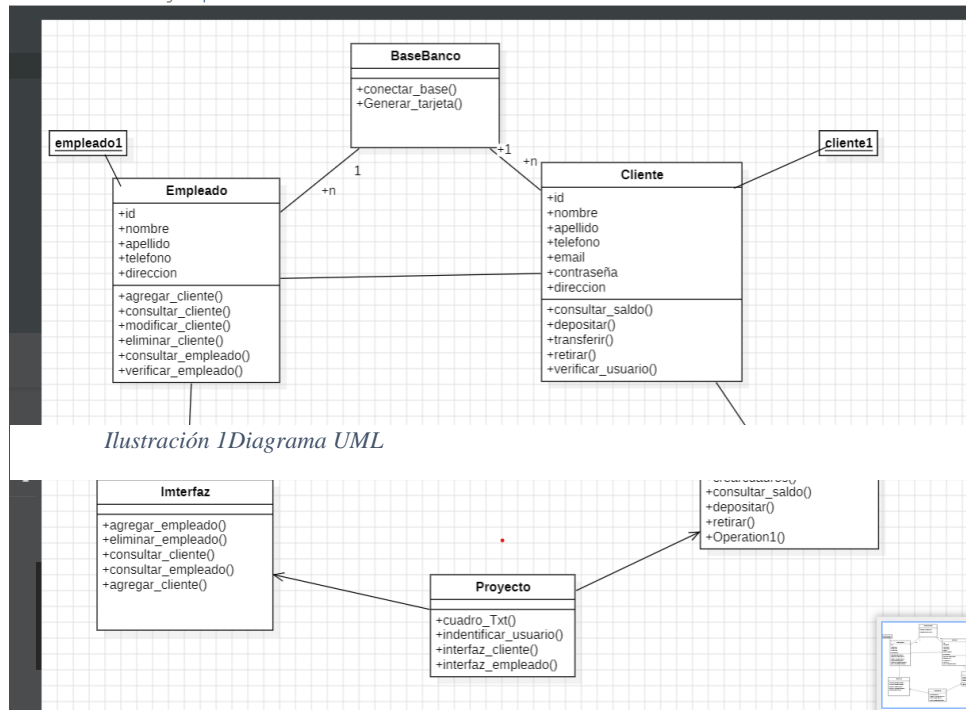 BaseBanco
+conectar_base()
+Generar_tarjeta()
empleado1
cliente1
+1
+n
1
+n
Empleado
+id
+nombre
+apellido
+telefono
+direccion
+agregar_cliente()
+consultar_cliente()
+modificar_cliente()
+eliminar_cliente()
+consultar_empleado()
+verificar_empleado()
Cliente
+id
+nombre
+apellido
+telefono
+email
+contraseña
+direccion
+consultar_saldo()
+depositar()
+transferir()
+retirar()
+verificar_usuario()
Ilustración 1Diagrama UML
Imterfaz
+agregar_empleado()
+eliminar_empleado()
+consultar_cliente()
+consultar_empleado()
+agregar_cliente()
+consultar_saldo()
+depositar()
+retirar()
+Operation1()
Proyecto
+cuadro_Txt()
+indentificar_usuario()
+interfaz_cliente()
+interfaz_empleado()